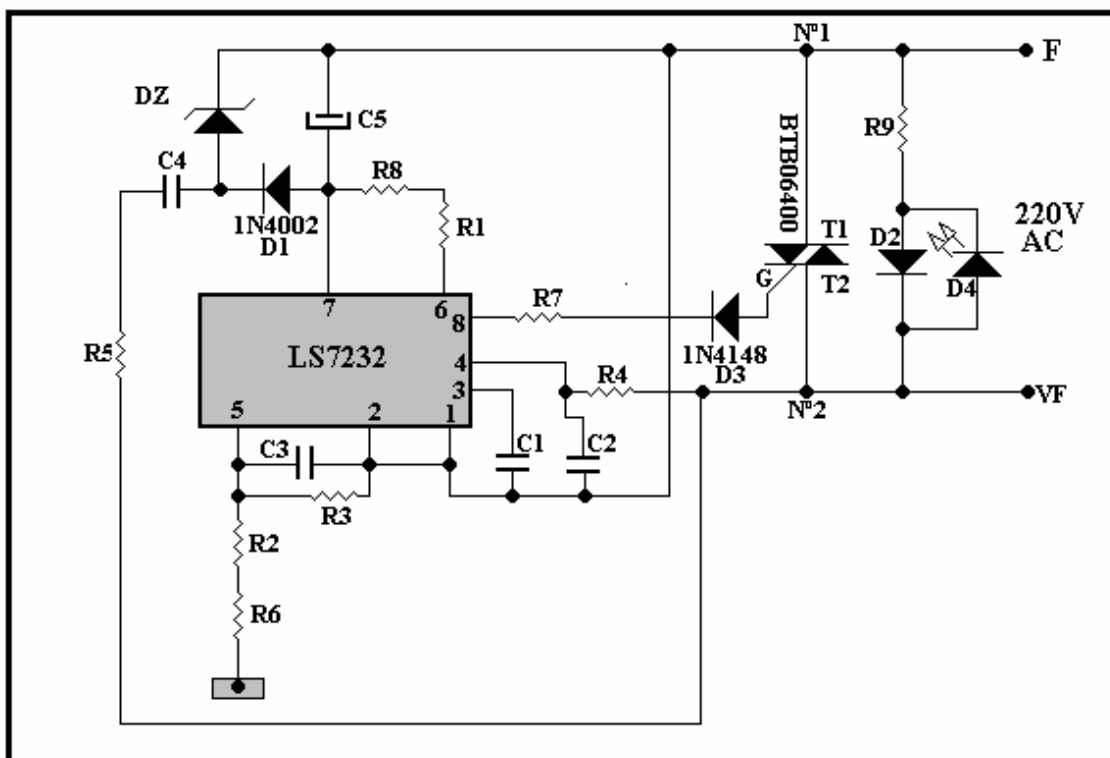 Nº1
F
DZ
C5
R9
C4
R8
BTB06400
220V
AC
1N4002
D1
R1
T1
D2
G
T2
D4
7
6
R7
8
R5
LS7232
4
1N4148
D3
3
R4
Nº2
VF
5
2
1
C3
C1
C2
R3
R2
R6